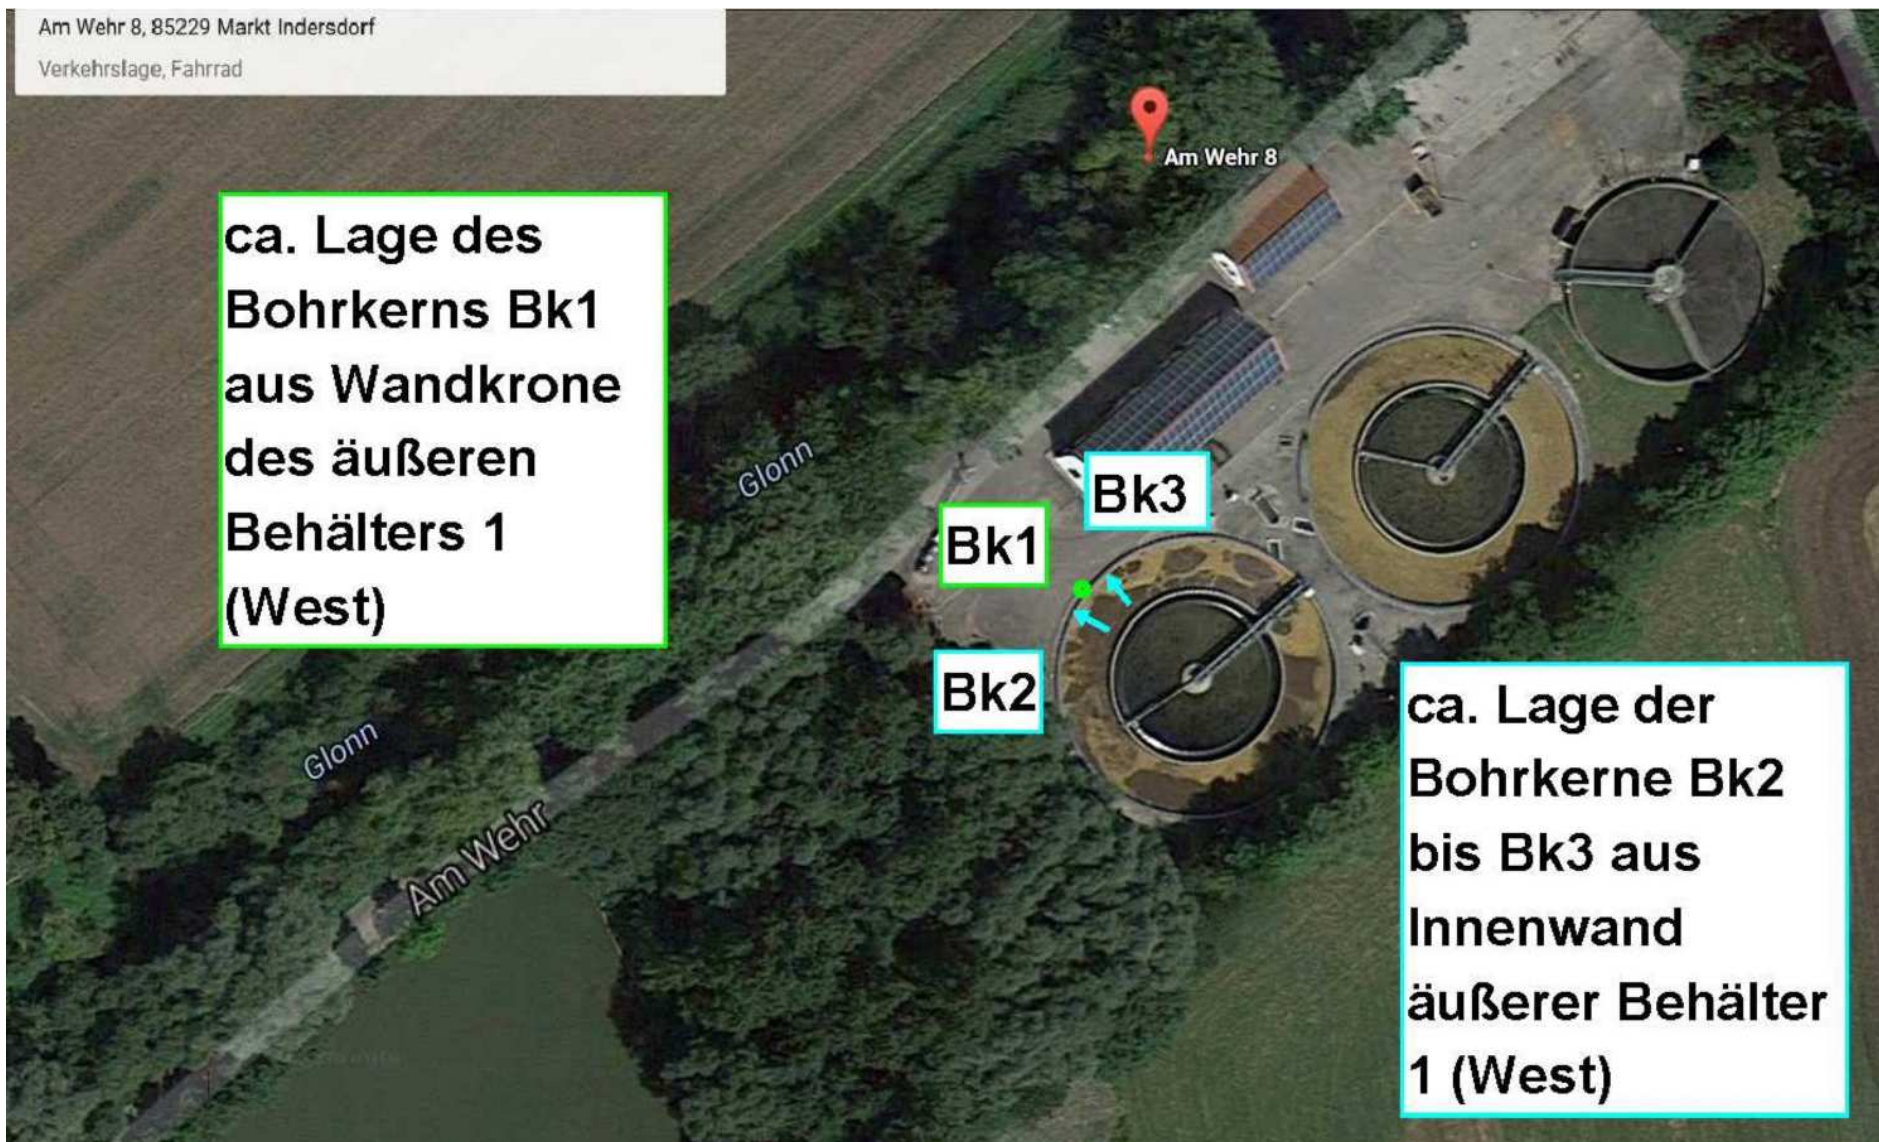 Am Wehr 8, 85229 Markt Indersdorf
Verkehrslage, Fahrrad
Am Wehr 8
ca. Lage des
Bohrkerns Bk1
aus Wandkrone
des äußeren
Behälters 1
(West)
Glonn
Bk3
Bk1
Bk2
Glonn
Am Wehr
ca. Lage der
Bohrkerne Bk2
bis Bk3 aus
Innenwand
äußerer Behälter
1 (West)